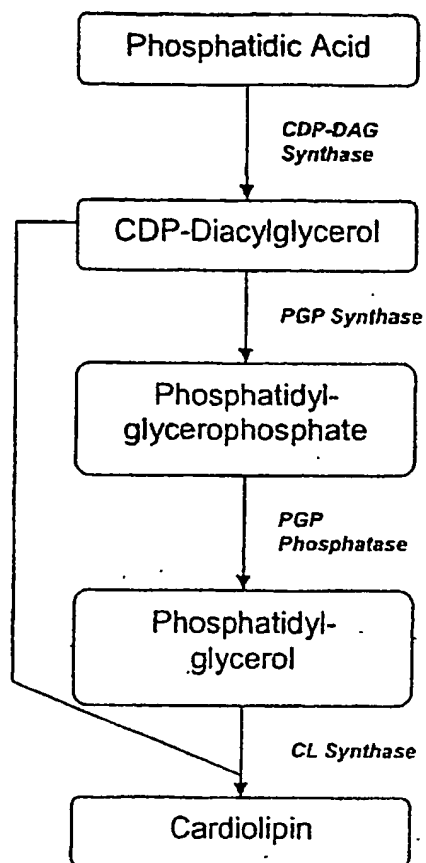 Phosphatidic Acid
CDP-DAG
Synthase
CDP-Diacylglycerol
PGP Synthase
Phosphatidyl-
glycerophosphate
PGP
Phosphatase
Phosphatidyl-
glycerol
CL Synthase
Cardiolipin